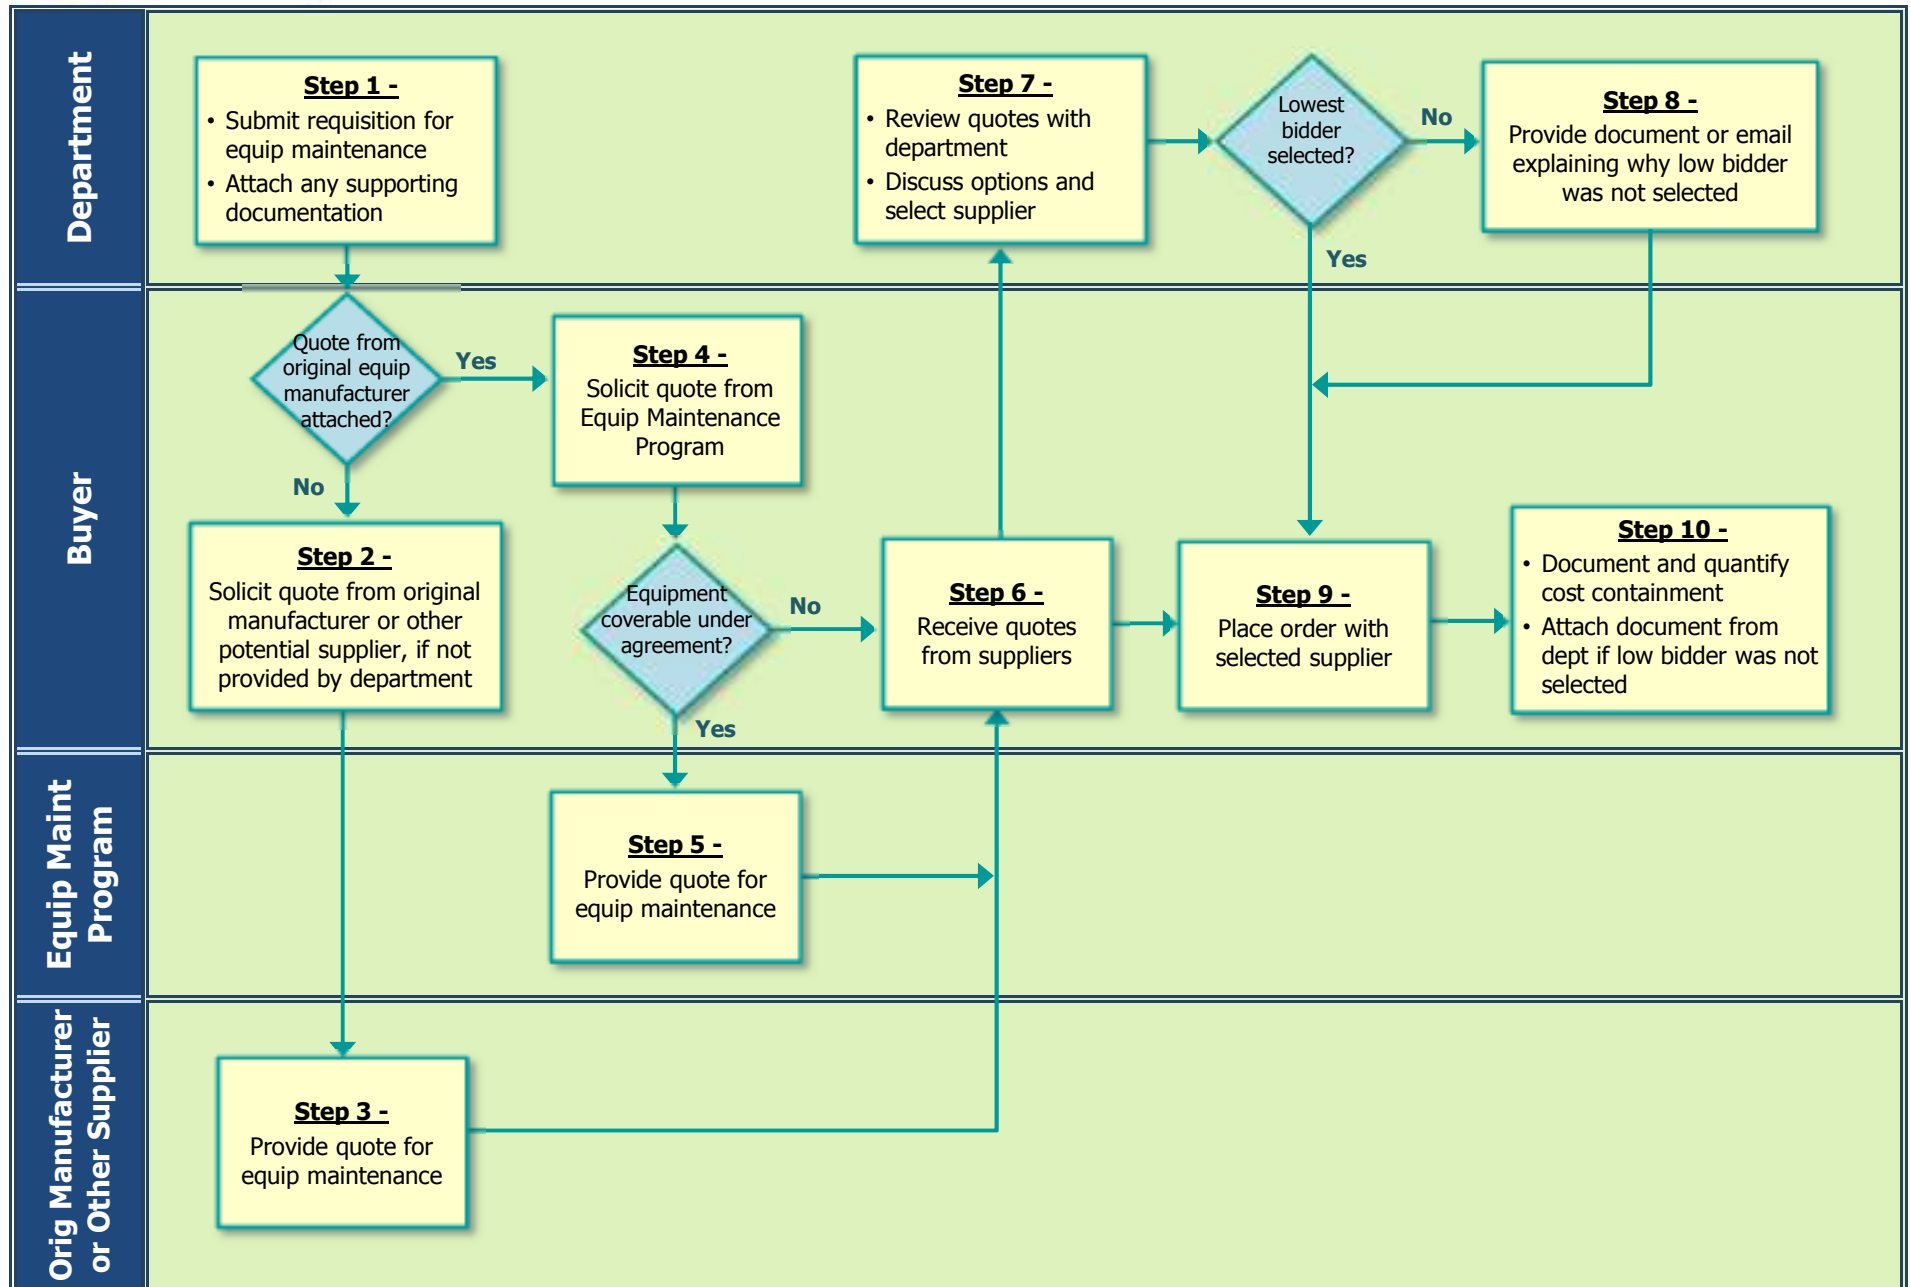 Department
Step 1 -
• Submit requisition for
equip maintenance
• Attach any supporting
documentation
Step 7 -
• Review quotes with
department
• Discuss options and
select supplier
Lowest
bidder
selected?
No
Yes
Step 8 -
Provide document or email
explaining why low bidder
was not selected
Buyer
Quote from
original equip
manufacturer
attached?
Yes
No
Step 4 -
Solicit quote from
Equip Maintenance
Program
Step 2 -
Solicit quote from original
manufacturer or other
potential supplier, if not
provided by department
Equipment
coverable under
agreement?
No
Yes
Step 6 -
Receive quotes
from suppliers
Step 9 -
Place order with
selected supplier
Step 10 -
• Document and quantify
cost containment
• Attach document from
dept if low bidder was not
selected
Equip Maint
Program
Step 5 -
Provide quote for
equip maintenance
Orig Manufacturer
or Other Supplier
Step 3 -
Provide quote for
equip maintenance